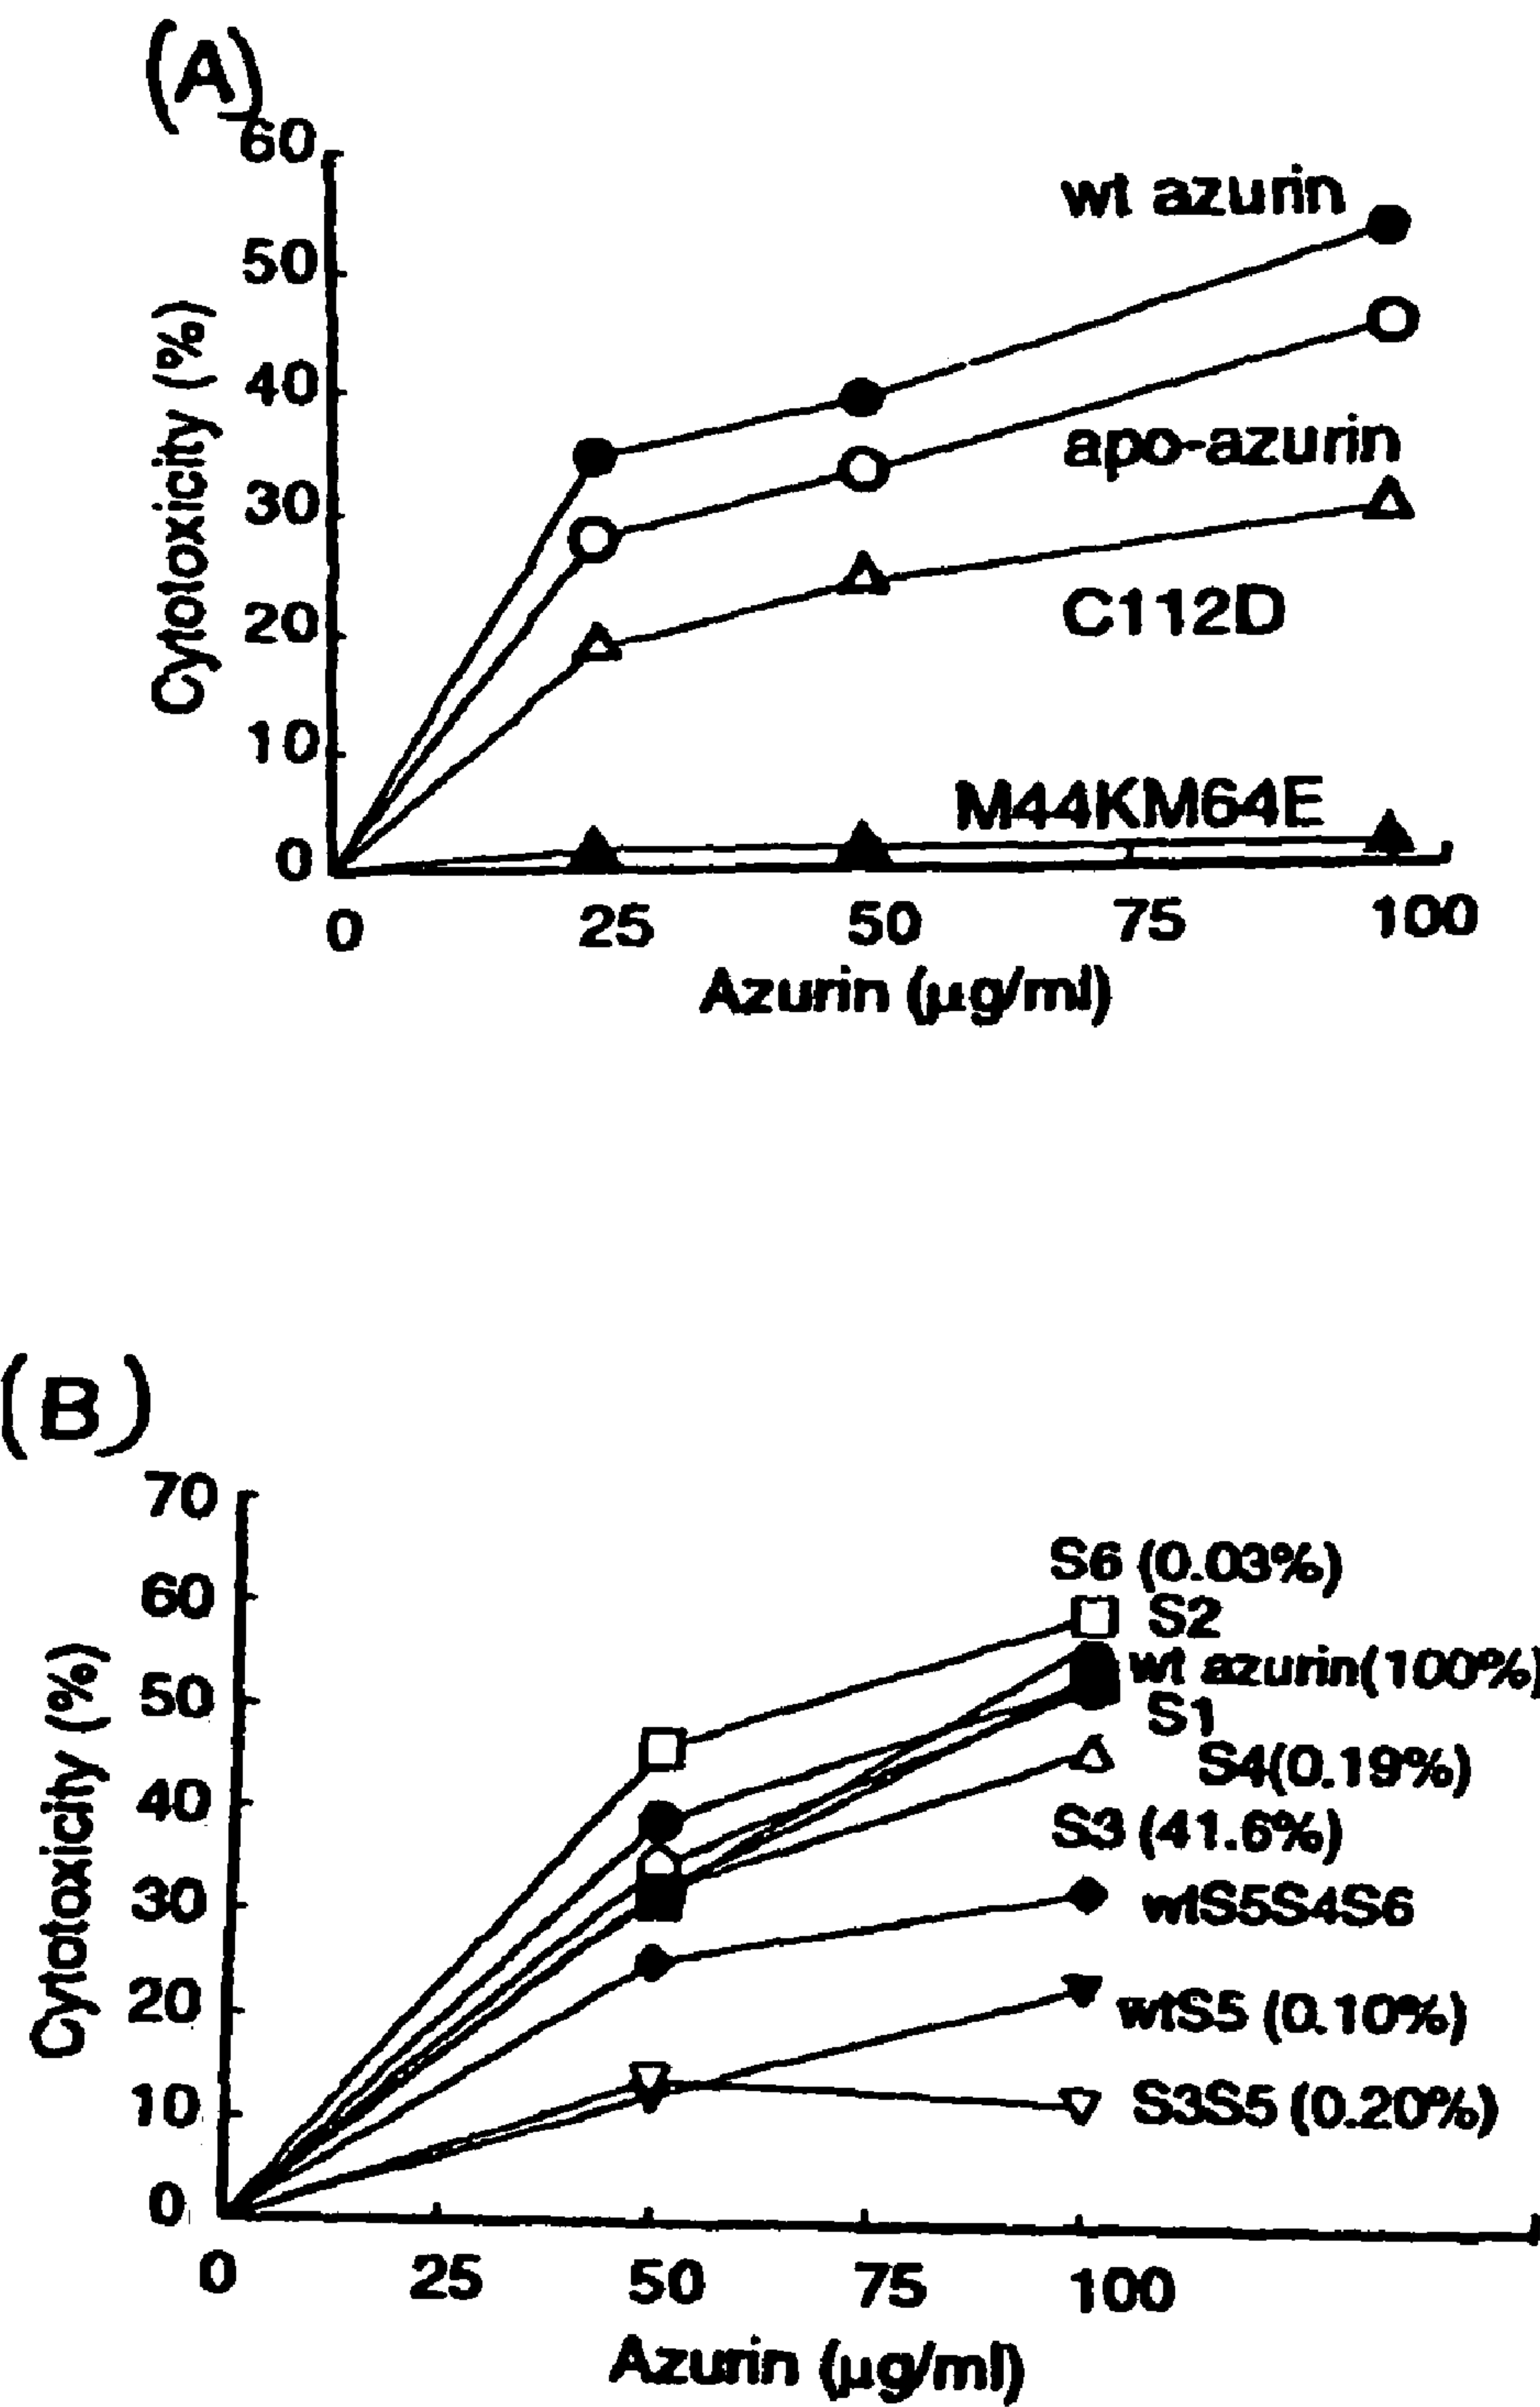 (A)
60
wt azurin
50
40
apo-azurin
30
C112D
20
10
M44KM64E
0
0 25 50 75 100
Cytotoxicity (%)
Azurin (µg/ml)
(B)
70
S6 (0.03%)
60
S2
wt azurin(100%)
50
S1
S4(0.19%)
40
S3 (41.6%)
30
wtS5S4S6
20
wtS5 (0.10%)
10
S3S5 (0.20%)
0
0 25 50 75 100
Cytotoxicity (%)
Azurin (µg/ml)